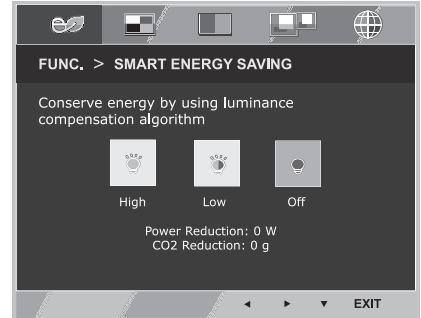 FUNC. > SMART ENERGY SAVING
Conserve energy by using luminance
compensation algorithm
High Low Off
Power Reduction: 0 W
CO2 Reduction: 0 g
◄ ► ▼ EXIT